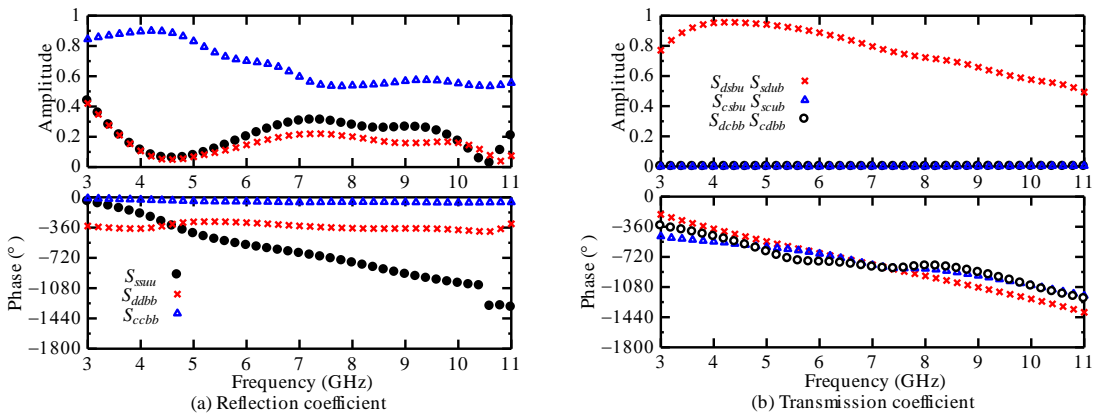 1
0.8
0.6
0.4
0.2
0
Amplitude
3 4 5 6 7 8 9 10 11
0
−360
−720
−1080
−1440
−1800
Phase (°)
S_ssuu
S_ddbb
S_ccbb
3 4 5 6 7 8 9 10 11
Frequency (GHz)
(a) Reflection coefficient
1
0.8
0.6
0.4
0.2
0
Amplitude
S_dsbu S_sdub
S_csbu S_scub
S_dcbb S_cdbb
3 4 5 6 7 8 9 10 11
0
−360
−720
−1080
−1440
−1800
Phase (°)
3 4 5 6 7 8 9 10 11
Frequency (GHz)
(b) Transmission coefficient